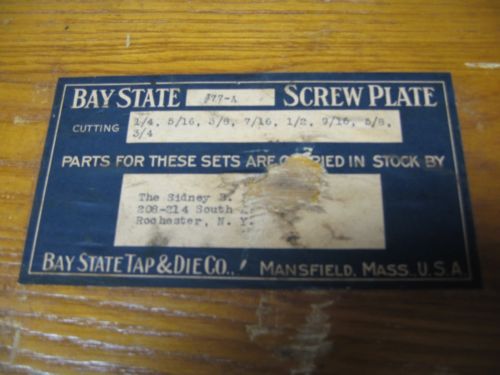 BAY STATE 877-A SCREW PLATE
CUTTING 1/4, 5/16, 3/8, 7/16, 1/2, 9/16, 5/8,
3/4
PARTS FOR THESE SETS ARE IN STOCK BY
The Sidney B.
208-214 South
Rochester, N. Y.
BAY STATE TAP & DIE CO., MANSFIELD, MASS. U.S.A.